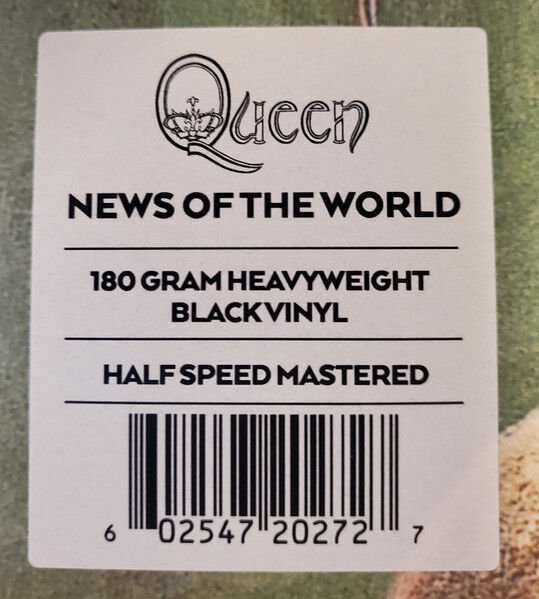 Queen
NEWS OF THE WORLD
180 GRAM HEAVYWEIGHT
BLACK VINYL
HALF SPEED MASTERED
6 02547 20272 7